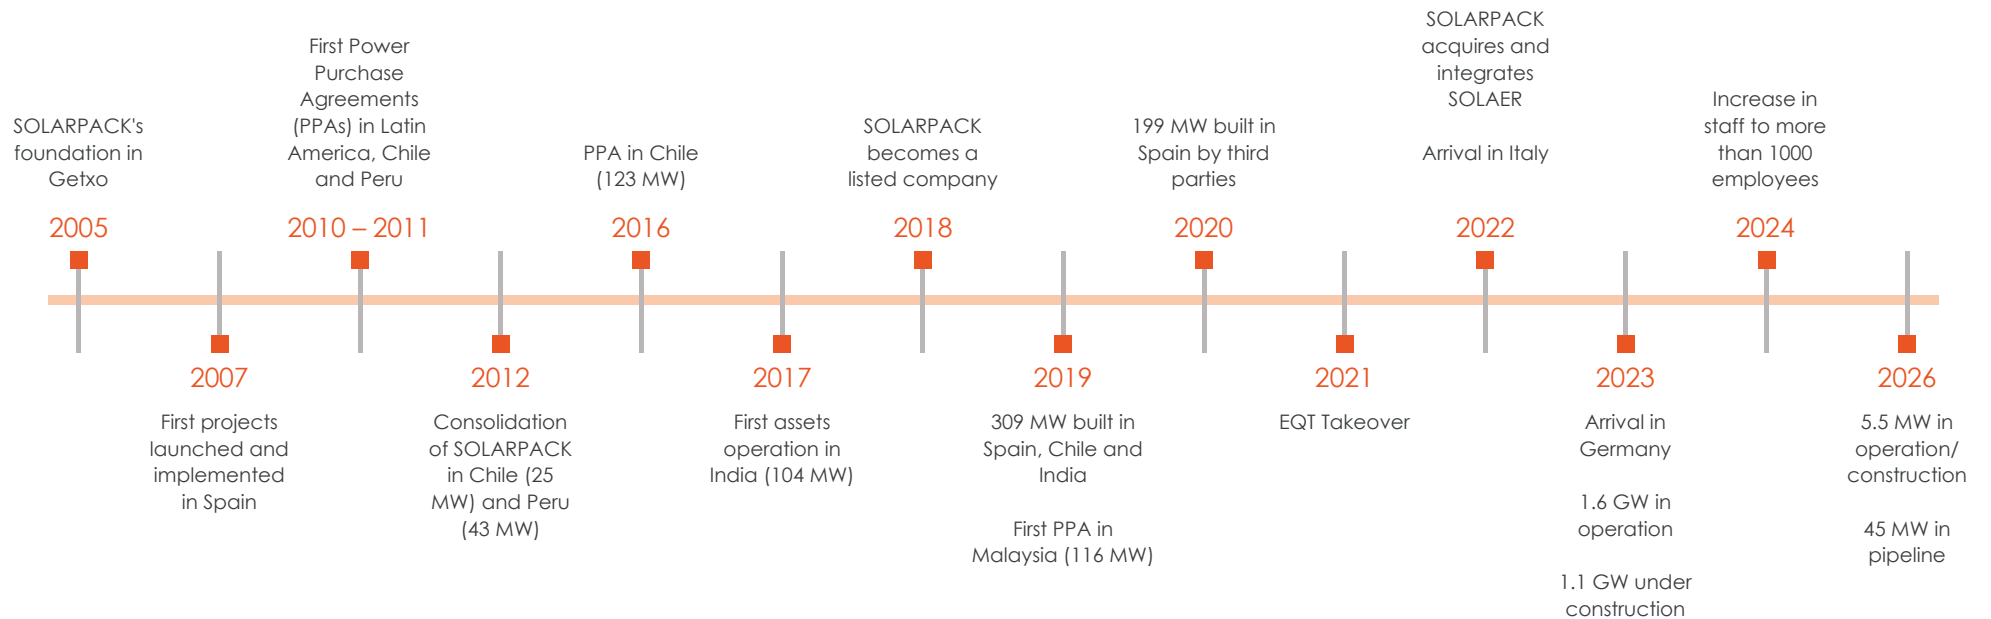 SOLARPACK's
foundation in
Getxo
2005
2007
First projects
launched and
implemented
in Spain
First Power
Purchase
Agreements
(PPAs) in Latin
America, Chile
and Peru
2010 – 2011
2012
Consolidation
of SOLARPACK
in Chile (25
MW) and Peru
(43 MW)
PPA in Chile
(123 MW)
2016
2017
First assets
operation in
India (104 MW)
SOLARPACK
becomes a
listed company
2018
2019
309 MW built in
Spain, Chile and
India
First PPA in
Malaysia (116 MW)
199 MW built in
Spain by third
parties
2020
2021
EQT Takeover
SOLARPACK
acquires and
integrates
SOLAER
Arrival in Italy
2022
2023
Arrival in
Germany
1.6 GW in
operation
1.1 GW under
construction
Increase in
staff to more
than 1000
employees
2024
2026
5.5 MW in
operation/
construction
45 MW in
pipeline